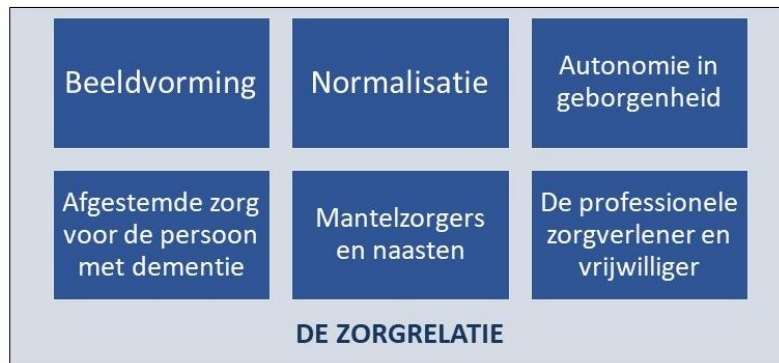 Beeldvorming
Normalisatie
Autonomie in
geborgenheid
Afgestemde zorg
voor de persoon
met dementie
Mantelzorgers
en naasten
De professionele
zorgverlener en
vrijwilliger
DE ZORGRELATIE